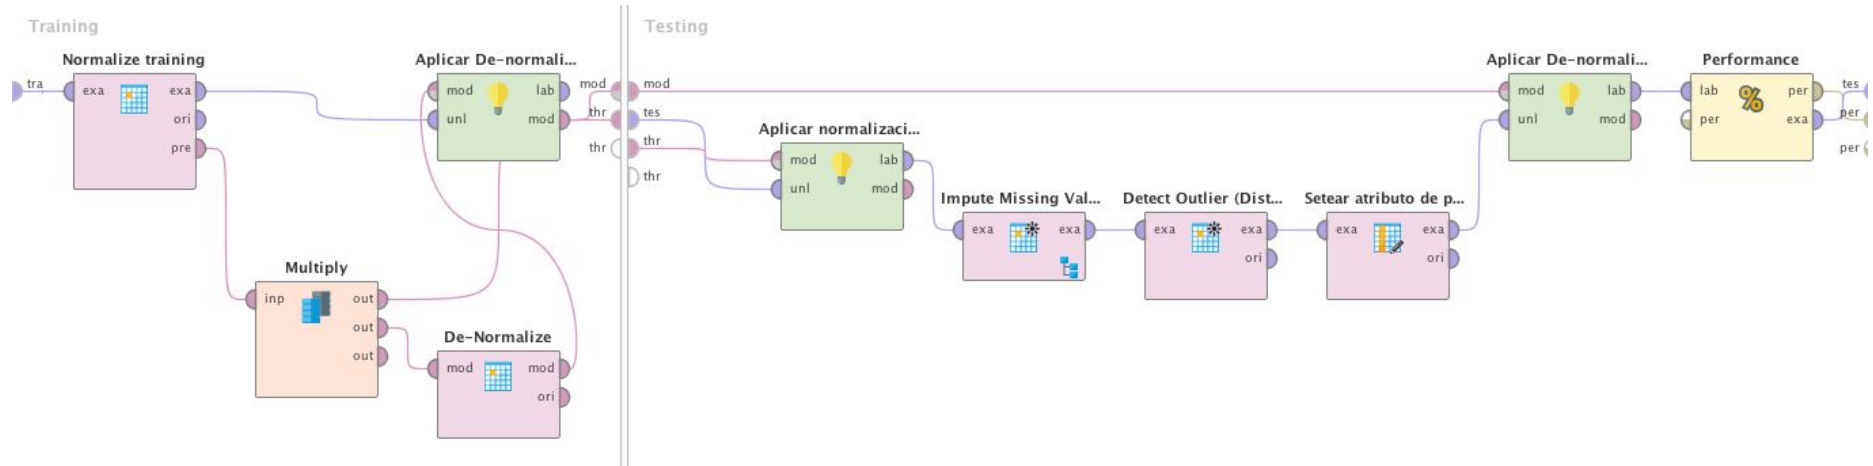 Training
Normalize training
tra
exa
exa
ori
pre
Multiply
inp
out
out
out
De-Normalize
mod
mod
ori
Aplicar De-normali...
mod
unl
lab
mod
mod
thr
thr
Testing
mod
tes
thr
thr
Aplicar normalizaci...
mod
unl
lab
mod
Impute Missing Val...
exa
exa
Detect Outlier (Dist...
exa
exa
ori
Setear atributo de p...
exa
exa
ori
Aplicar De-normali...
mod
unl
lab
mod
Performance
%
lab
per
per
exa
tes
per
per